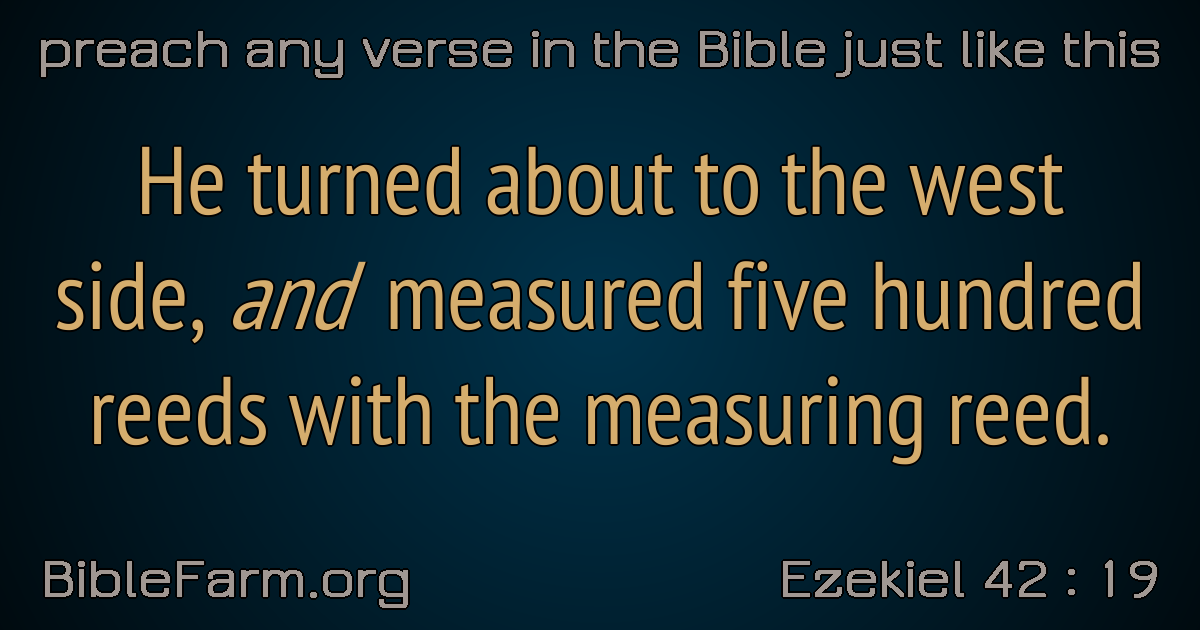 preach any verse in the Bible just like this
He turned about to the west
side, and measured five hundred
reeds with the measuring reed.
BibleFarm.org
Ezekiel 42 : 19